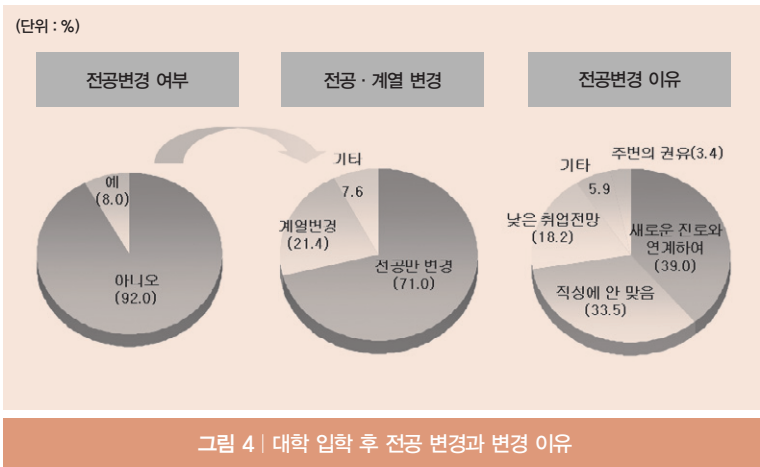 (단위 : %)
전공변경 여부
예
(8.0)
아니오
(92.0)
전공 · 계열 변경
기타
7.6
계열변경
(21.4)
전공만 변경
(71.0)
전공변경 이유
주변의 권유(3.4)
기타
5.9
낮은 취업전망
(18.2)
새로운 진로와
연계하여
(39.0)
적성에 안 맞음
(33.5)
그림 4 | 대학 입학 후 전공 변경과 변경 이유